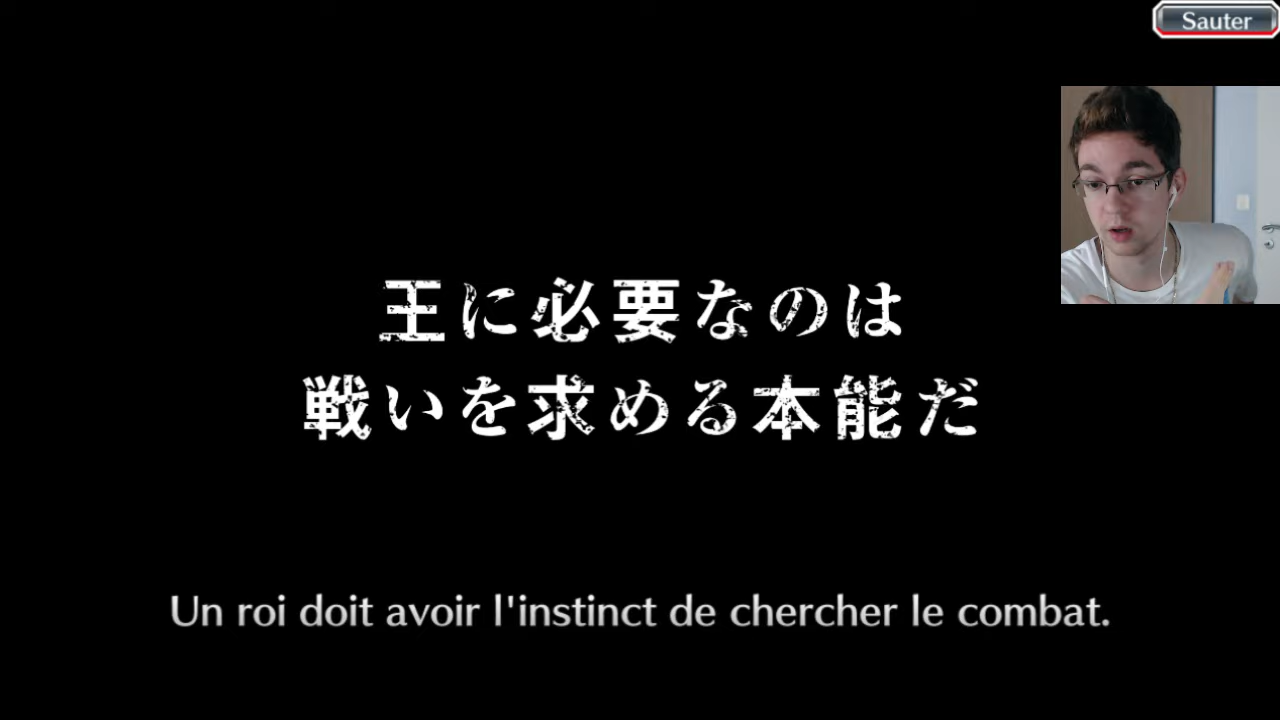 Sauter
王に必要なのは
戦いを求める本能だ
Un roi doit avoir l'instinct de chercher le combat.